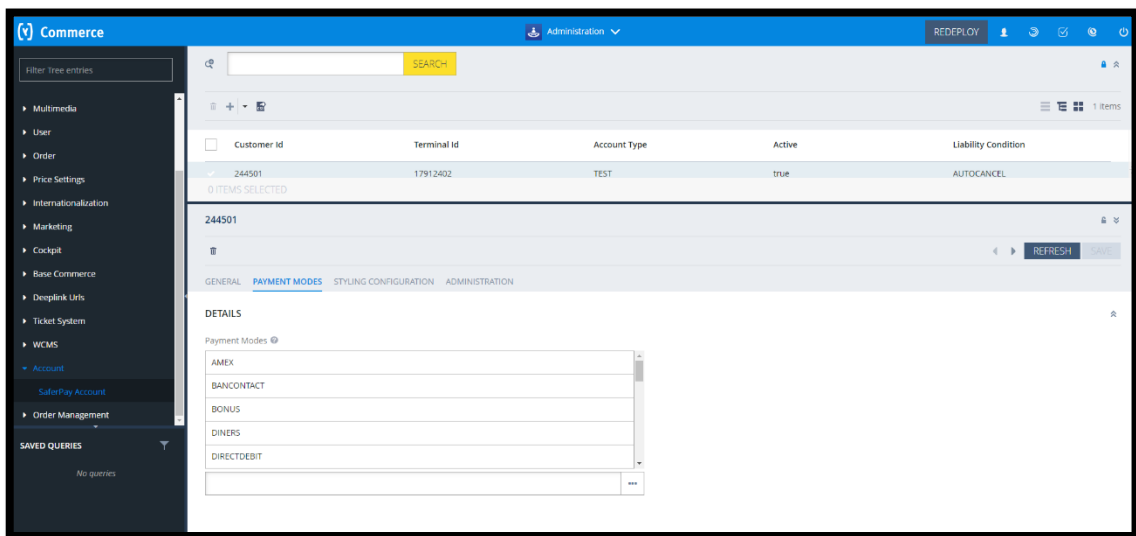 (y) Commerce
Administration
REDEPLOY
Filter Tree entries
Multimedia
User
Order
Price Settings
Internationalization
Marketing
Cockpit
Base Commerce
Deeplink Urls
Ticket System
WCMS
Account
SaferPay Account
Order Management
SAVED QUERIES
No queries
SEARCH
1 items
Customer Id Terminal Id Account Type Active Liability Condition
244501 17912402 TEST true AUTOCANCEL
0 ITEMS SELECTED
244501
REFRESH SAVE
GENERAL PAYMENT MODES STYLING CONFIGURATION ADMINISTRATION
DETAILS
Payment Modes
AMEX
BANCONTACT
BONUS
DINERS
DIRECTDEBIT